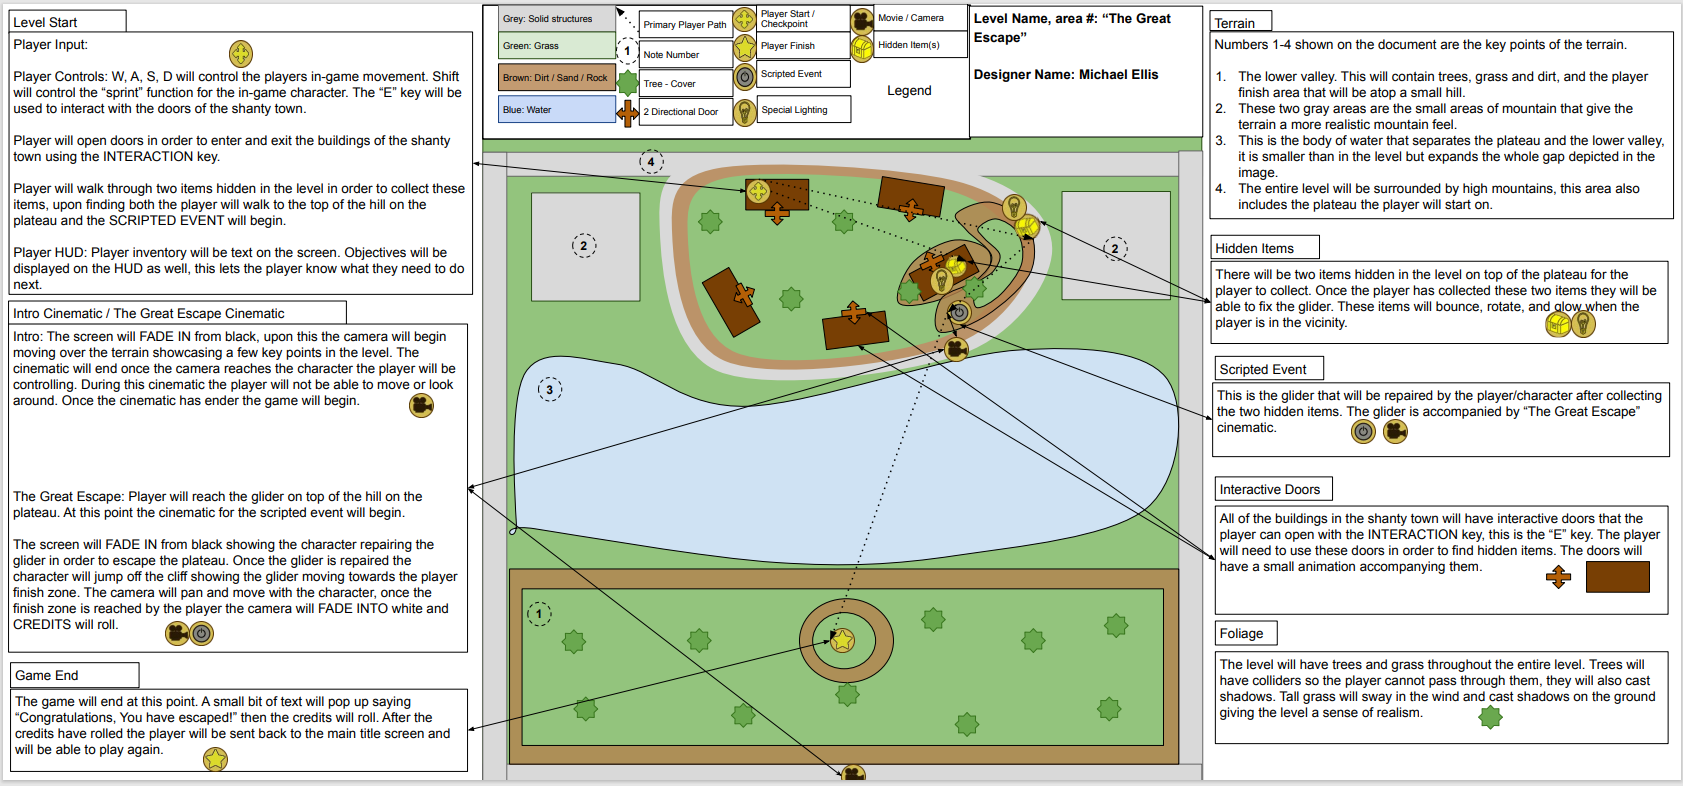 Level Start
Player Input:
Player Controls: W, A, S, D will control the players in-game movement. Shift
will control the “sprint” function for the in-game character. The “E” key will be
used to interact with the doors of the shanty town.
Player will open doors in order to enter and exit the buildings of the shanty
town using the INTERACTION key.
Player will walk through two items hidden in the level in order to collect these
items, upon finding both the player will walk to the top of the hill on the
plateau and the SCRIPTED EVENT will begin.
Player HUD: Player inventory will be text on the screen. Objectives will be
displayed on the HUD as well, this lets the player know what they need to do
next.
Intro Cinematic / The Great Escape Cinematic
Intro: The screen will FADE IN from black, upon this the camera will begin
moving over the terrain showcasing a few key points in the level. The
cinematic will end once the camera reaches the character the player will be
controlling. During this cinematic the player will not be able to move or look
around. Once the cinematic has ender the game will begin.
The Great Escape: Player will reach the glider on top of the hill on the
plateau. At this point the cinematic for the scripted event will begin.
The screen will FADE IN from black showing the character repairing the
glider in order to escape the plateau. Once the glider is repaired the
character will jump off the cliff showing the glider moving towards the player
finish zone. The camera will pan and move with the character, once the
finish zone is reached by the player the camera will FADE INTO white and
CREDITS will roll.
Game End
The game will end at this point. A small bit of text will pop up saying
“Congratulations, You have escaped!” then the credits will roll. After the
credits have rolled the player will be sent back to the main title screen and
will be able to play again.
Grey: Solid structures
Green: Grass
Brown: Dirt / Sand / Rock
Blue: Water
1
Primary Player Path
Note Number
Tree - Cover
2 Directional Door
Player Start /
Checkpoint
Player Finish
Scripted Event
Special Lighting
Movie / Camera
Hidden Item(s)
Legend
Level Name, area #: “The Great
Escape”
Designer Name: Michael Ellis
4
2
2
3
1
Terrain
Numbers 1-4 shown on the document are the key points of the terrain.
1. The lower valley. This will contain trees, grass and dirt, and the player
finish area that will be atop a small hill.
2. These two gray areas are the small areas of mountain that give the
terrain a more realistic mountain feel.
3. This is the body of water that separates the plateau and the lower valley,
it is smaller than in the level but expands the whole gap depicted in the
image.
4. The entire level will be surrounded by high mountains, this area also
includes the plateau the player will start on.
Hidden Items
There will be two items hidden in the level on top of the plateau for the
player to collect. Once the player has collected these two items they will be
able to fix the glider. These items will bounce, rotate, and glow when the
player is in the vicinity.
Scripted Event
This is the glider that will be repaired by the player/character after collecting
the two hidden items. The glider is accompanied by “The Great Escape”
cinematic.
Interactive Doors
All of the buildings in the shanty town will have interactive doors that the
player can open with the INTERACTION key, this is the “E” key. The player
will need to use these doors in order to find hidden items. The doors will
have a small animation accompanying them.
Foliage
The level will have trees and grass throughout the entire level. Trees will
have colliders so the player cannot pass through them, they will also cast
shadows. Tall grass will sway in the wind and cast shadows on the ground
giving the level a sense of realism.